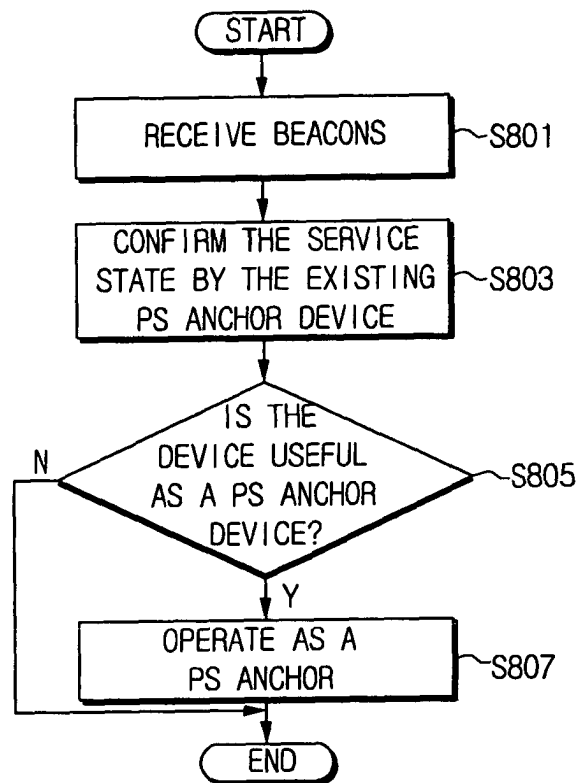 START
RECEIVE BEACONS
S801
CONFIRM THE SERVICE
STATE BY THE EXISTING
PS ANCHOR DEVICE
S803
IS THE
DEVICE USEFUL
AS A PS ANCHOR
DEVICE?
N
S805
Y
OPERATE AS A
PS ANCHOR
S807
END